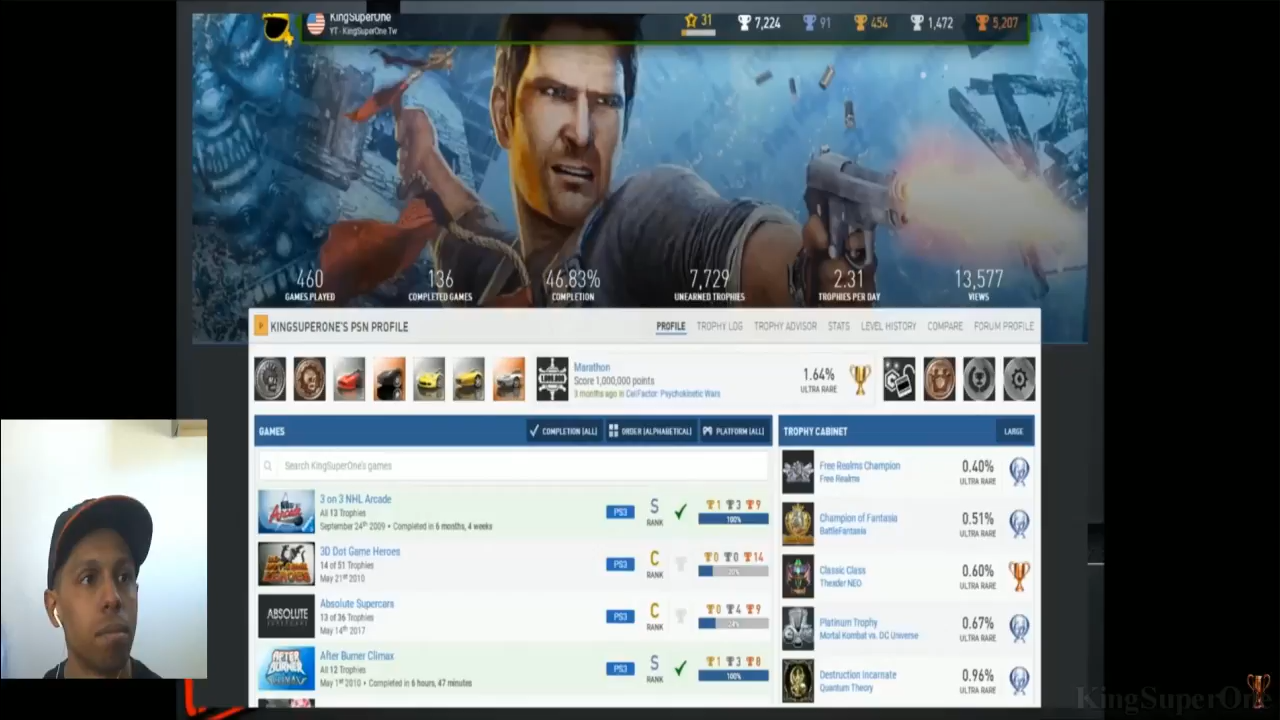 KingSuperOne
YT - KingSuperOne Tw
31
7,224
91
454
1,472
5,207
460
GAMES PLAYED
136
COMPLETED GAMES
46.83%
COMPLETION
7,729
UNEARNED TROPHIES
2.31
TROPHIES PER DAY
13,577
VIEWS
KINGSUPERONE'S PSN PROFILE
PROFILE TROPHY LOG TROPHY ADVISOR STATS LEVEL HISTORY COMPARE FORUM PROFILE
Marathon
Score 1,000,000 points
3 months ago in CellFactor: Psychokinetic Wars
1.64%
ULTRA RARE
GAMES
COMPLETION (ALL) ORDER (ALPHABETICAL) PLATFORM (ALL)
Search KingSuperOne's games
3 on 3 NHL Arcade
All 13 Trophies
September 24th 2009 • Completed in 6 months, 4 weeks
PS3
S
RANK
1 3 9
100%
3D Dot Game Heroes
14 of 51 Trophies
May 21st 2010
PS3
C
RANK
0 0 14
ABSOLUTE
SUPERCARS
Absolute Supercars
13 of 36 Trophies
May 14th 2017
PS3
C
RANK
0 4 9
24%
AFTER
BURNER
CLIMAX
After Burner Climax
All 12 Trophies
May 1st 2010 • Completed in 6 hours, 47 minutes
PS3
S
RANK
1 3 8
100%
TROPHY CABINET
LARGE
Free Realms Champion
Free Realms
0.40%
ULTRA RARE
Champion of Fantasia
BattleFantasia
0.51%
ULTRA RARE
Classic Class
Thexder NEO
0.60%
ULTRA RARE
Platinum Trophy
Mortal Kombat vs. DC Universe
0.67%
ULTRA RARE
Destruction Incarnate
Quantum Theory
0.96%
ULTRA RARE
KingSuperOne